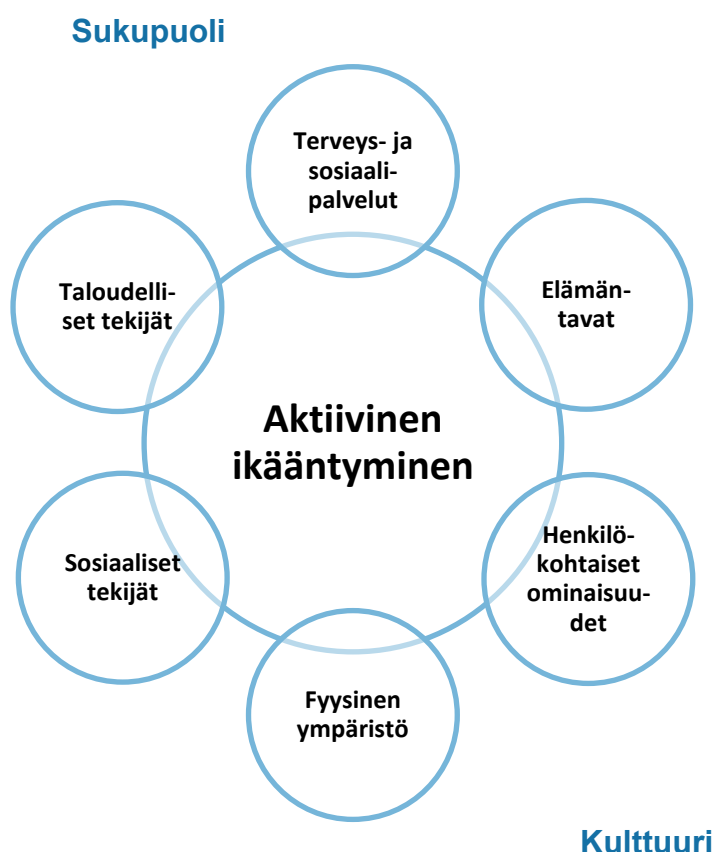 Sukupuoli
Terveys- ja
sosiaali-
palvelut
Taloudelli-
set tekijät
Elämän-
tavat
Aktiivinen
ikääntyminen
Sosiaaliset
tekijät
Henkilö-
kohtaiset
ominaisuu-
det
Fyysinen
ympäristö
Kulttuuri